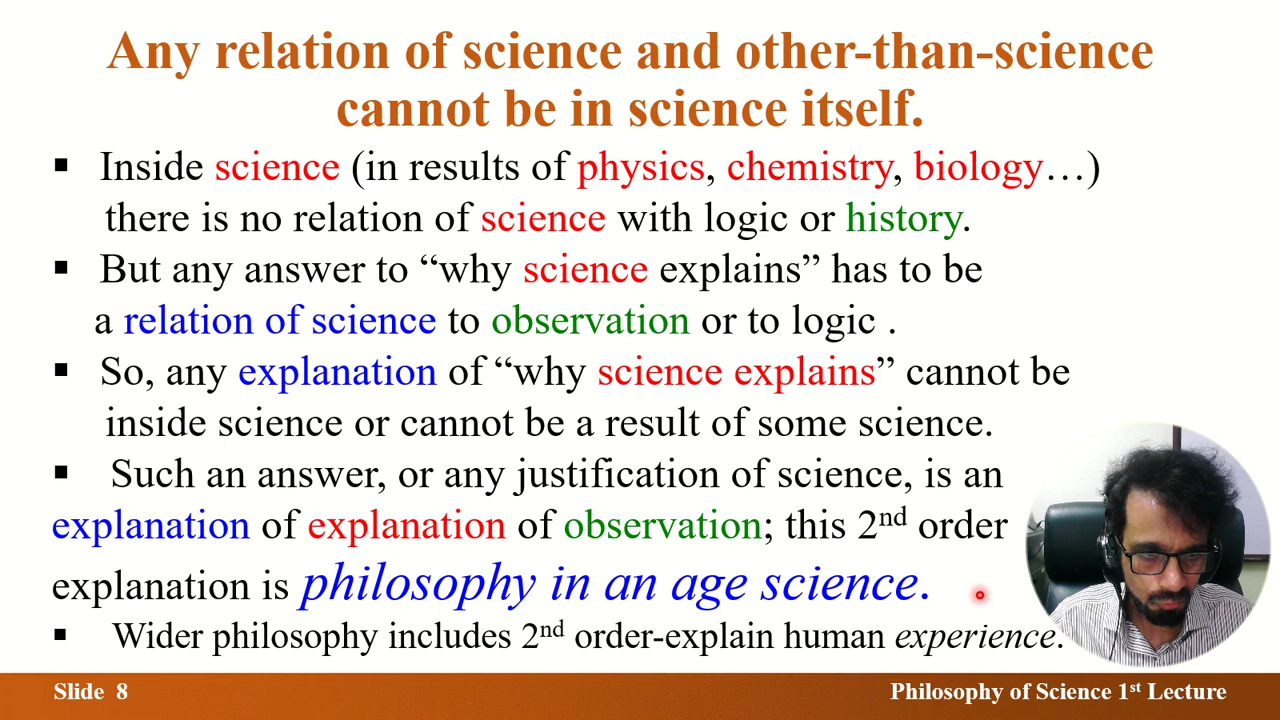 Any relation of science and other-than-science
cannot be in science itself.
▪ Inside science (in results of physics, chemistry, biology…)
there is no relation of science with logic or history.
▪ But any answer to “why science explains” has to be
a relation of science to observation or to logic .
▪ So, any explanation of “why science explains” cannot be
inside science or cannot be a result of some science.
▪ Such an answer, or any justification of science, is an
explanation of explanation of observation; this 2nd order
explanation is philosophy in an age science.
▪ Wider philosophy includes 2nd order-explain human experience.
Slide 8
Philosophy of Science 1st Lecture